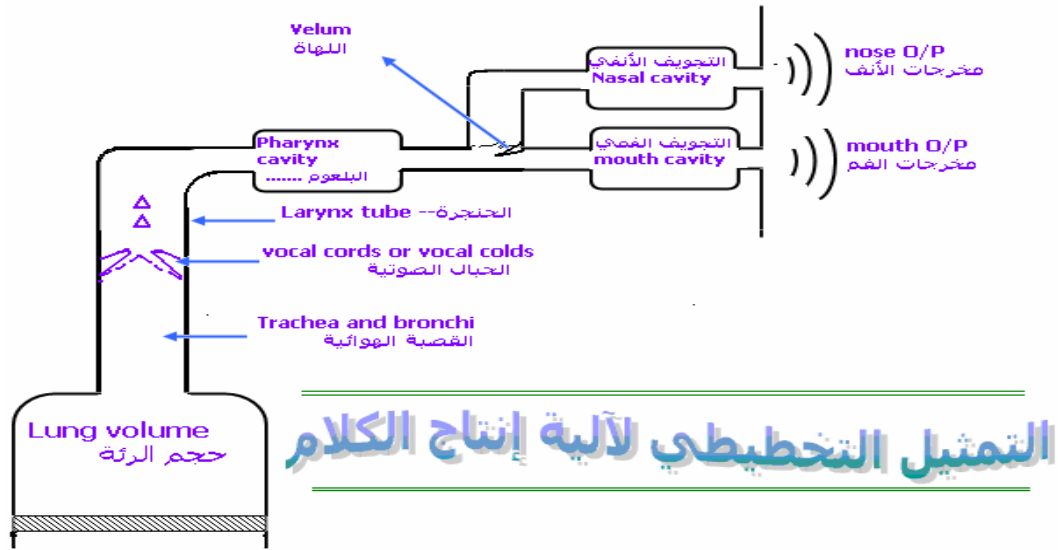 Velum
اللهاة
التجويف الأنفي
Nasal cavity
nose O/P
مخرجات الأنف
Pharynx
cavity
البلعوم .......
التجويف الفمي
mouth cavity
mouth O/P
مخرجات الفم
Larynx tube --الحنجرة
vocal cords or vocal colds
الحبال الصوتية
Trachea and bronchi
القصبة الهوائية
Lung volume
حجم الرئة
التمثيل التخطيطي لآلية إنتاج الكلام